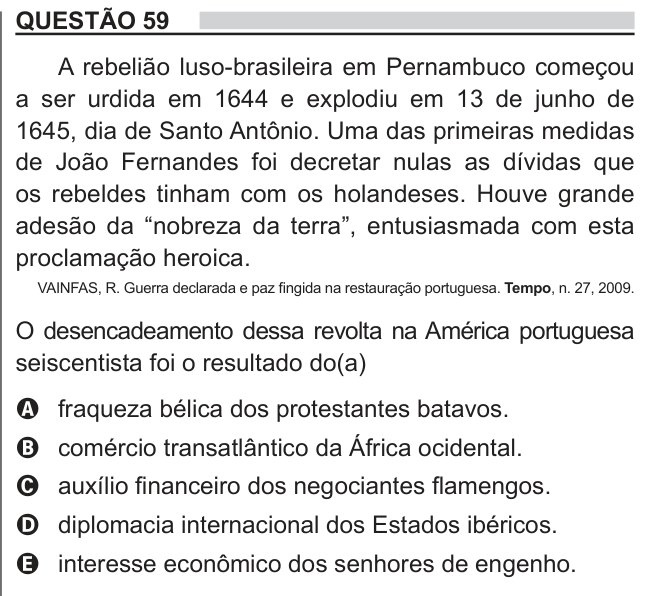 QUESTÃO 59
A rebelião luso-brasileira em Pernambuco começou
a ser urdida em 1644 e explodiu em 13 de junho de
1645, dia de Santo Antônio. Uma das primeiras medidas
de João Fernandes foi decretar nulas as dívidas que
os rebeldes tinham com os holandeses. Houve grande
adesão da “nobreza da terra”, entusiasmada com esta
proclamação heroica.
VAINFAS, R. Guerra declarada e paz fingida na restauração portuguesa. Tempo, n. 27, 2009.
O desencadeamento dessa revolta na América portuguesa
seiscentista foi o resultado do(a)
A fraqueza bélica dos protestantes batavos.
B comércio transatlântico da África ocidental.
C auxílio financeiro dos negociantes flamengos.
D diplomacia internacional dos Estados ibéricos.
E interesse econômico dos senhores de engenho.